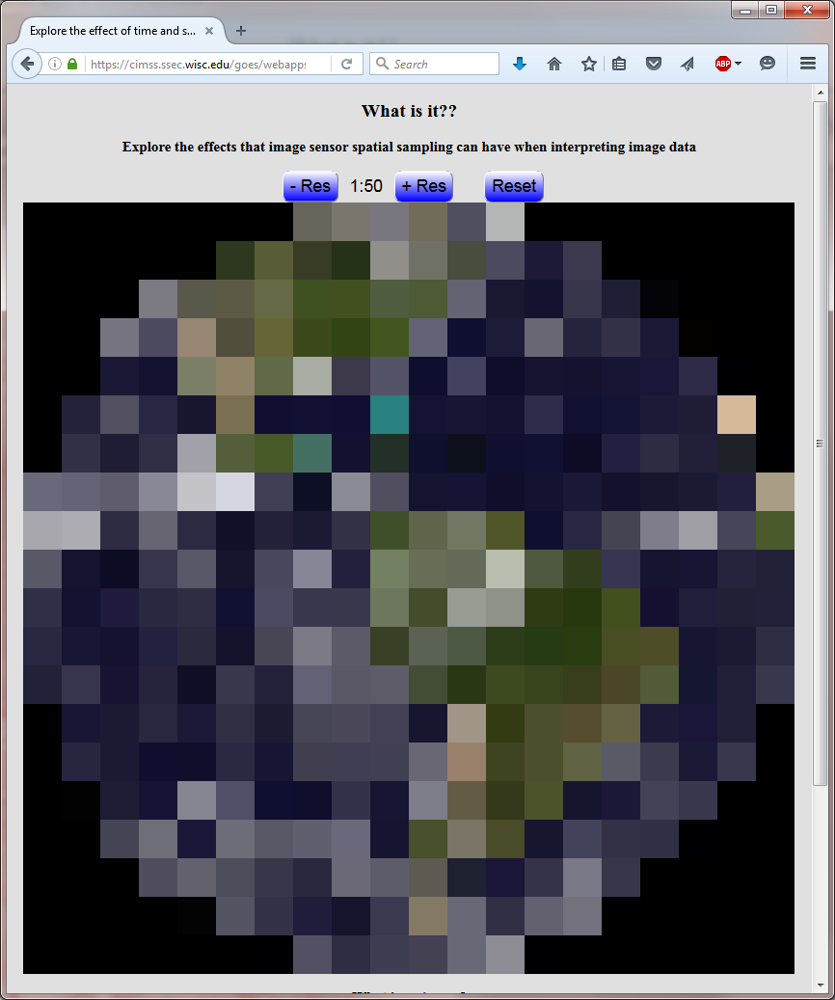 Explore the effect of time and s...
https://cimss.ssec.wisc.edu/goes/webapps
Search
ABP
What is it??
Explore the effects that image sensor spatial sampling can have when interpreting image data
- Res 1:50 + Res Reset